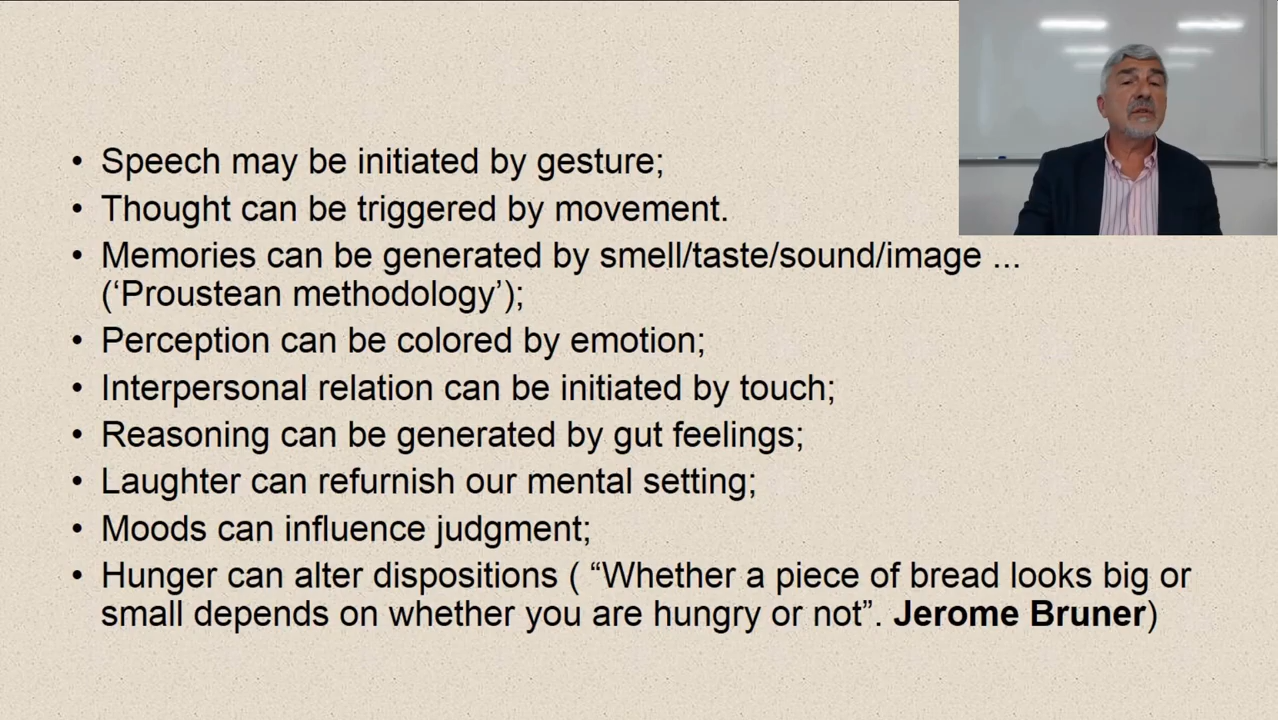 • Speech may be initiated by gesture;
• Thought can be triggered by movement.
• Memories can be generated by smell/taste/sound/image ...
(‘Proustean methodology’);
• Perception can be colored by emotion;
• Interpersonal relation can be initiated by touch;
• Reasoning can be generated by gut feelings;
• Laughter can refurnish our mental setting;
• Moods can influence judgment;
• Hunger can alter dispositions ( “Whether a piece of bread looks big or
small depends on whether you are hungry or not”. Jerome Bruner)